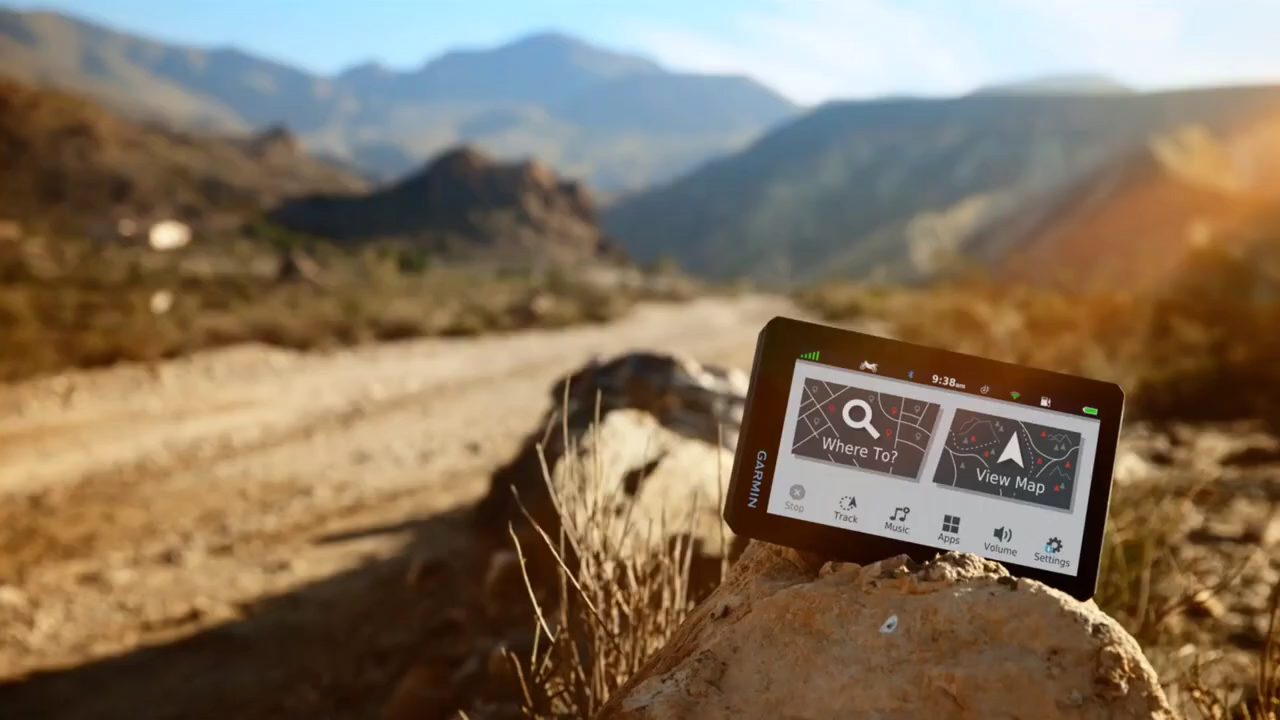 9:38am
Where To?
View Map
GARMIN
Stop
Track
Music
Apps
Volume
Settings